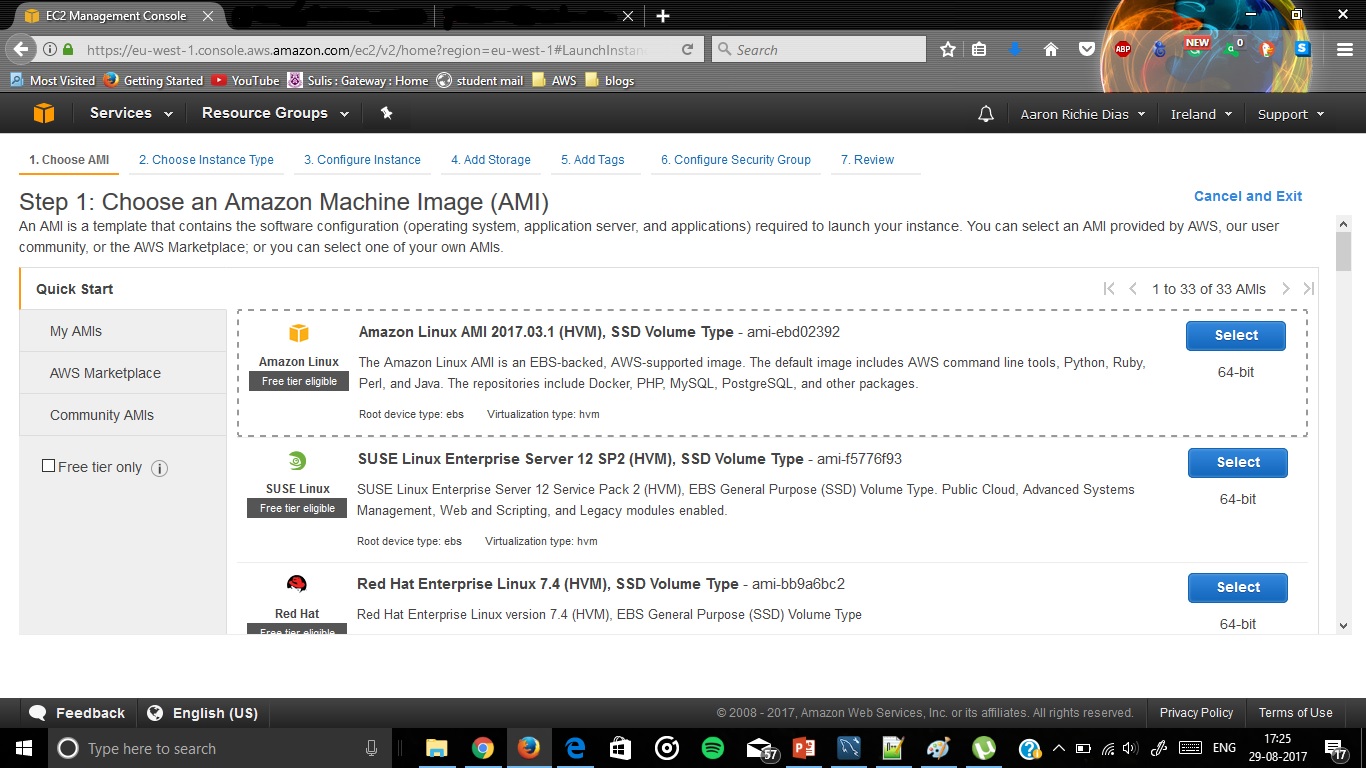 EC2 Management Console
https://eu-west-1.console.aws.amazon.com/ec2/v2/home?region=eu-west-1#LaunchInstan
Search
ABP
NEW
0
S
Most Visited Getting Started YouTube Sulis : Gateway : Home student mail AWS blogs
Services Resource Groups Aaron Richie Dias Ireland Support
1. Choose AMI 2. Choose Instance Type 3. Configure Instance 4. Add Storage 5. Add Tags 6. Configure Security Group 7. Review
Step 1: Choose an Amazon Machine Image (AMI)
Cancel and Exit
An AMI is a template that contains the software configuration (operating system, application server, and applications) required to launch your instance. You can select an AMI provided by AWS, our user
community, or the AWS Marketplace; or you can select one of your own AMIs.
Quick Start
1 to 33 of 33 AMIs
My AMIs
AWS Marketplace
Community AMIs
Free tier only
Amazon Linux
Free tier eligible
Amazon Linux AMI 2017.03.1 (HVM), SSD Volume Type - ami-ebd02392
The Amazon Linux AMI is an EBS-backed, AWS-supported image. The default image includes AWS command line tools, Python, Ruby,
Perl, and Java. The repositories include Docker, PHP, MySQL, PostgreSQL, and other packages.
Root device type: ebs Virtualization type: hvm
Select
64-bit
SUSE Linux
Free tier eligible
SUSE Linux Enterprise Server 12 SP2 (HVM), SSD Volume Type - ami-f5776f93
SUSE Linux Enterprise Server 12 Service Pack 2 (HVM), EBS General Purpose (SSD) Volume Type. Public Cloud, Advanced Systems
Management, Web and Scripting, and Legacy modules enabled.
Root device type: ebs Virtualization type: hvm
Select
64-bit
Red Hat
Free tier eligible
Red Hat Enterprise Linux 7.4 (HVM), SSD Volume Type - ami-bb9a6bc2
Red Hat Enterprise Linux version 7.4 (HVM), EBS General Purpose (SSD) Volume Type
Select
64-bit
Feedback English (US) © 2008 - 2017, Amazon Web Services, Inc. or its affiliates. All rights reserved. Privacy Policy Terms of Use
Type here to search
57
ENG
17:25
29-08-2017
17